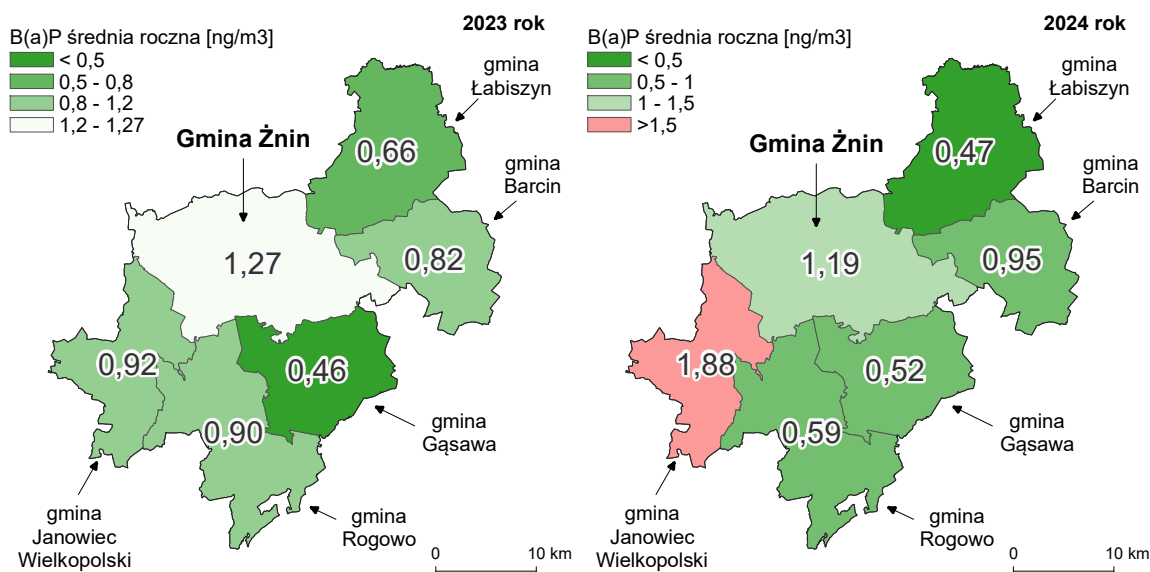 2023 rok
B(a)P średnia roczna [ng/m3]
< 0,5
0,5 - 0,8
0,8 - 1,2
1,2 - 1,27
gmina
Łabiszyn
Gmina Żnin
0,66
gmina
Barcin
1,27
0,82
0,92
0,46
0,90
gmina
Gąsawa
gmina
Janowiec
Wielkopolski
gmina
Rogowo
0
10 km
2024 rok
B(a)P średnia roczna [ng/m3]
< 0,5
0,5 - 1
1 - 1,5
>1,5
gmina
Łabiszyn
Gmina Żnin
0,47
gmina
Barcin
1,19
0,95
1,88
0,52
0,59
gmina
Gąsawa
gmina
Janowiec
Wielkopolski
gmina
Rogowo
0
10 km